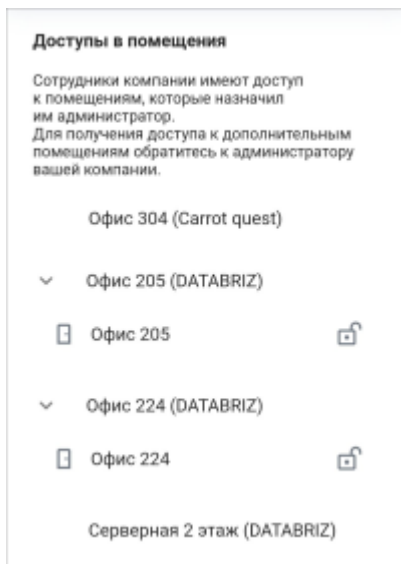 Доступы в помещения
Сотрудники компании имеют доступ
к помещениям, которые назначил
им администратор.
Для получения доступа к дополнительным
помещениям обратитесь к администратору
вашей компании.
Офис 304 (Carrot quest)
Офис 205 (DATABRIZ)
Офис 205
Офис 224 (DATABRIZ)
Офис 224
Серверная 2 этаж (DATABRIZ)